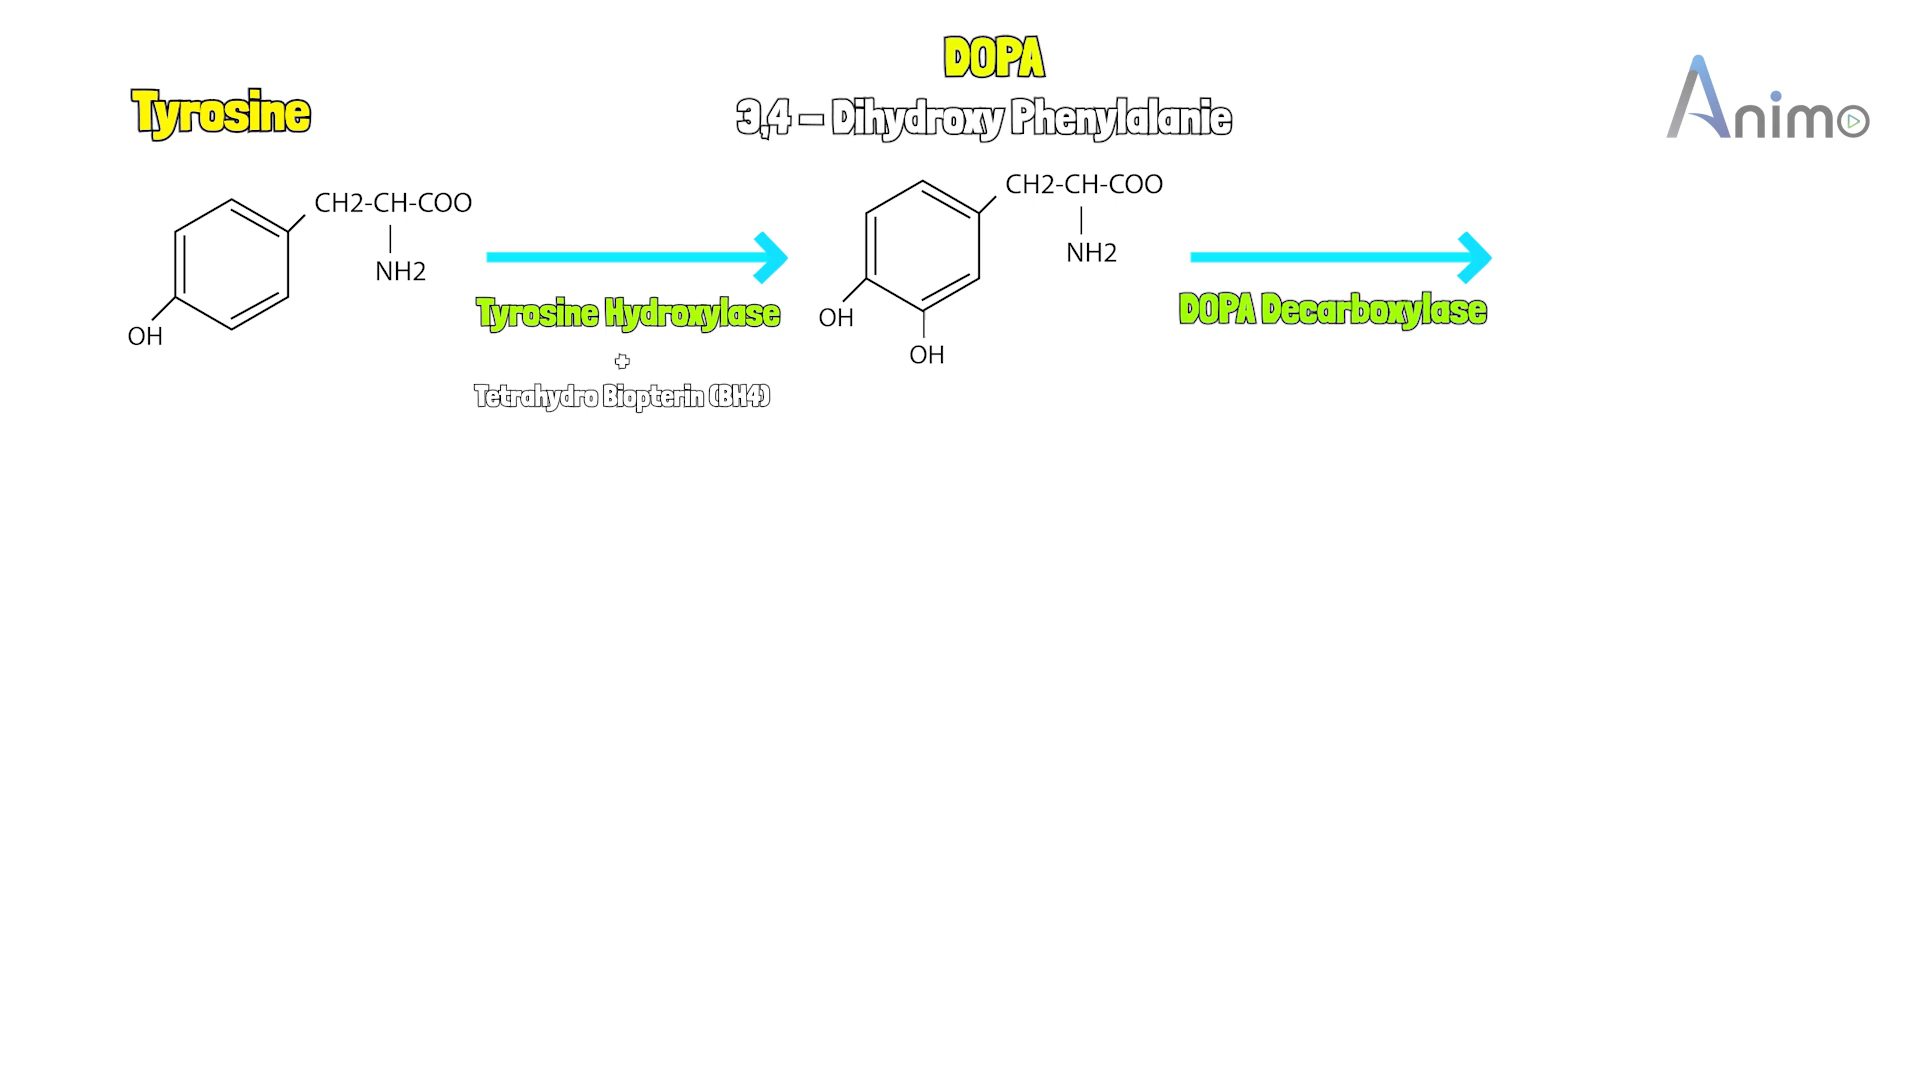 DOPA
Tyrosine
3,4 – Dihydroxy Phenylalanie
Animo
CH2-CH-COO
NH2
OH
Tyrosine Hydroxylase
+
Tetrahydro Biopterin (BH4)
CH2-CH-COO
NH2
OH
OH
DOPA Decarboxylase